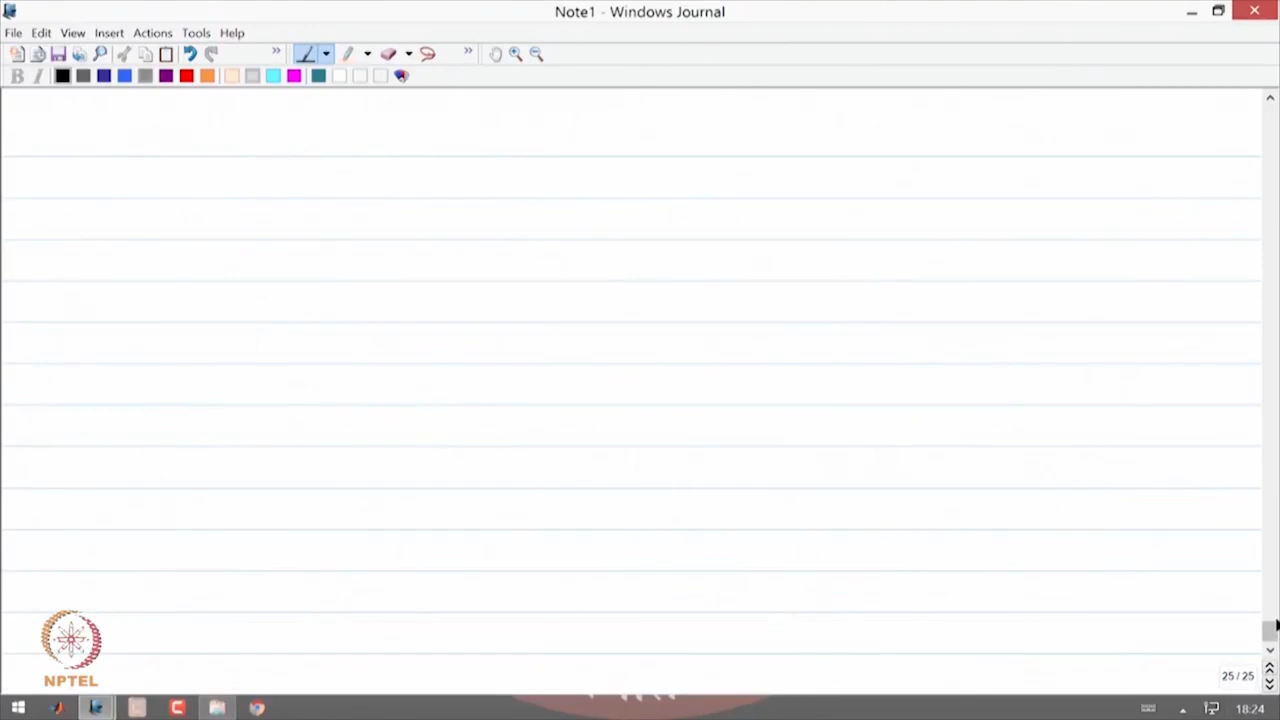 Note1 - Windows Journal
File Edit View Insert Actions Tools Help
B I
NPTEL
25 / 25
18:24